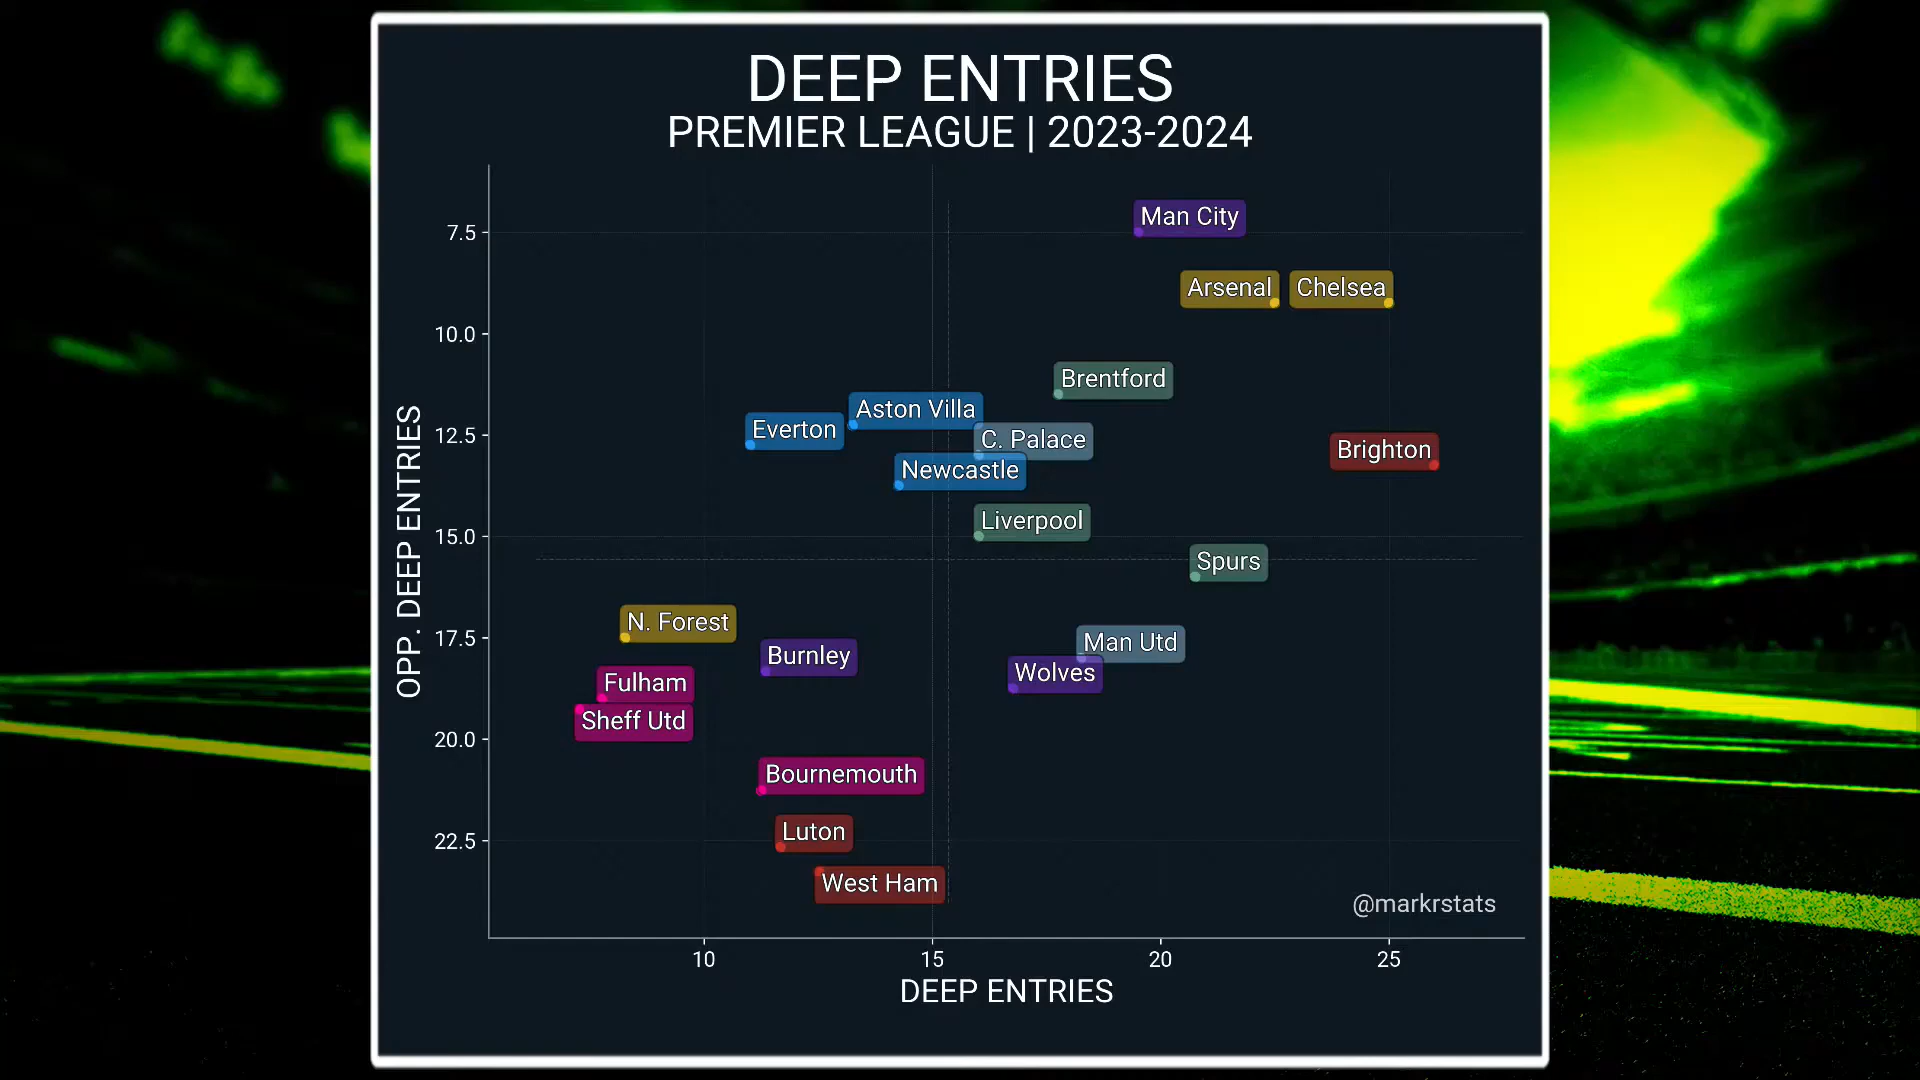 DEEP ENTRIES
PREMIER LEAGUE | 2023-2024
Man City
7.5
Arsenal
Chelsea
10.0
Brentford
Aston Villa
Everton
12.5
C. Palace
Brighton
Newcastle
Liverpool
15.0
Spurs
OPP. DEEP ENTRIES
N. Forest
17.5
Man Utd
Burnley
Wolves
Fulham
Sheff Utd
20.0
Bournemouth
Luton
22.5
West Ham
@markrstats
10
15
20
25
DEEP ENTRIES